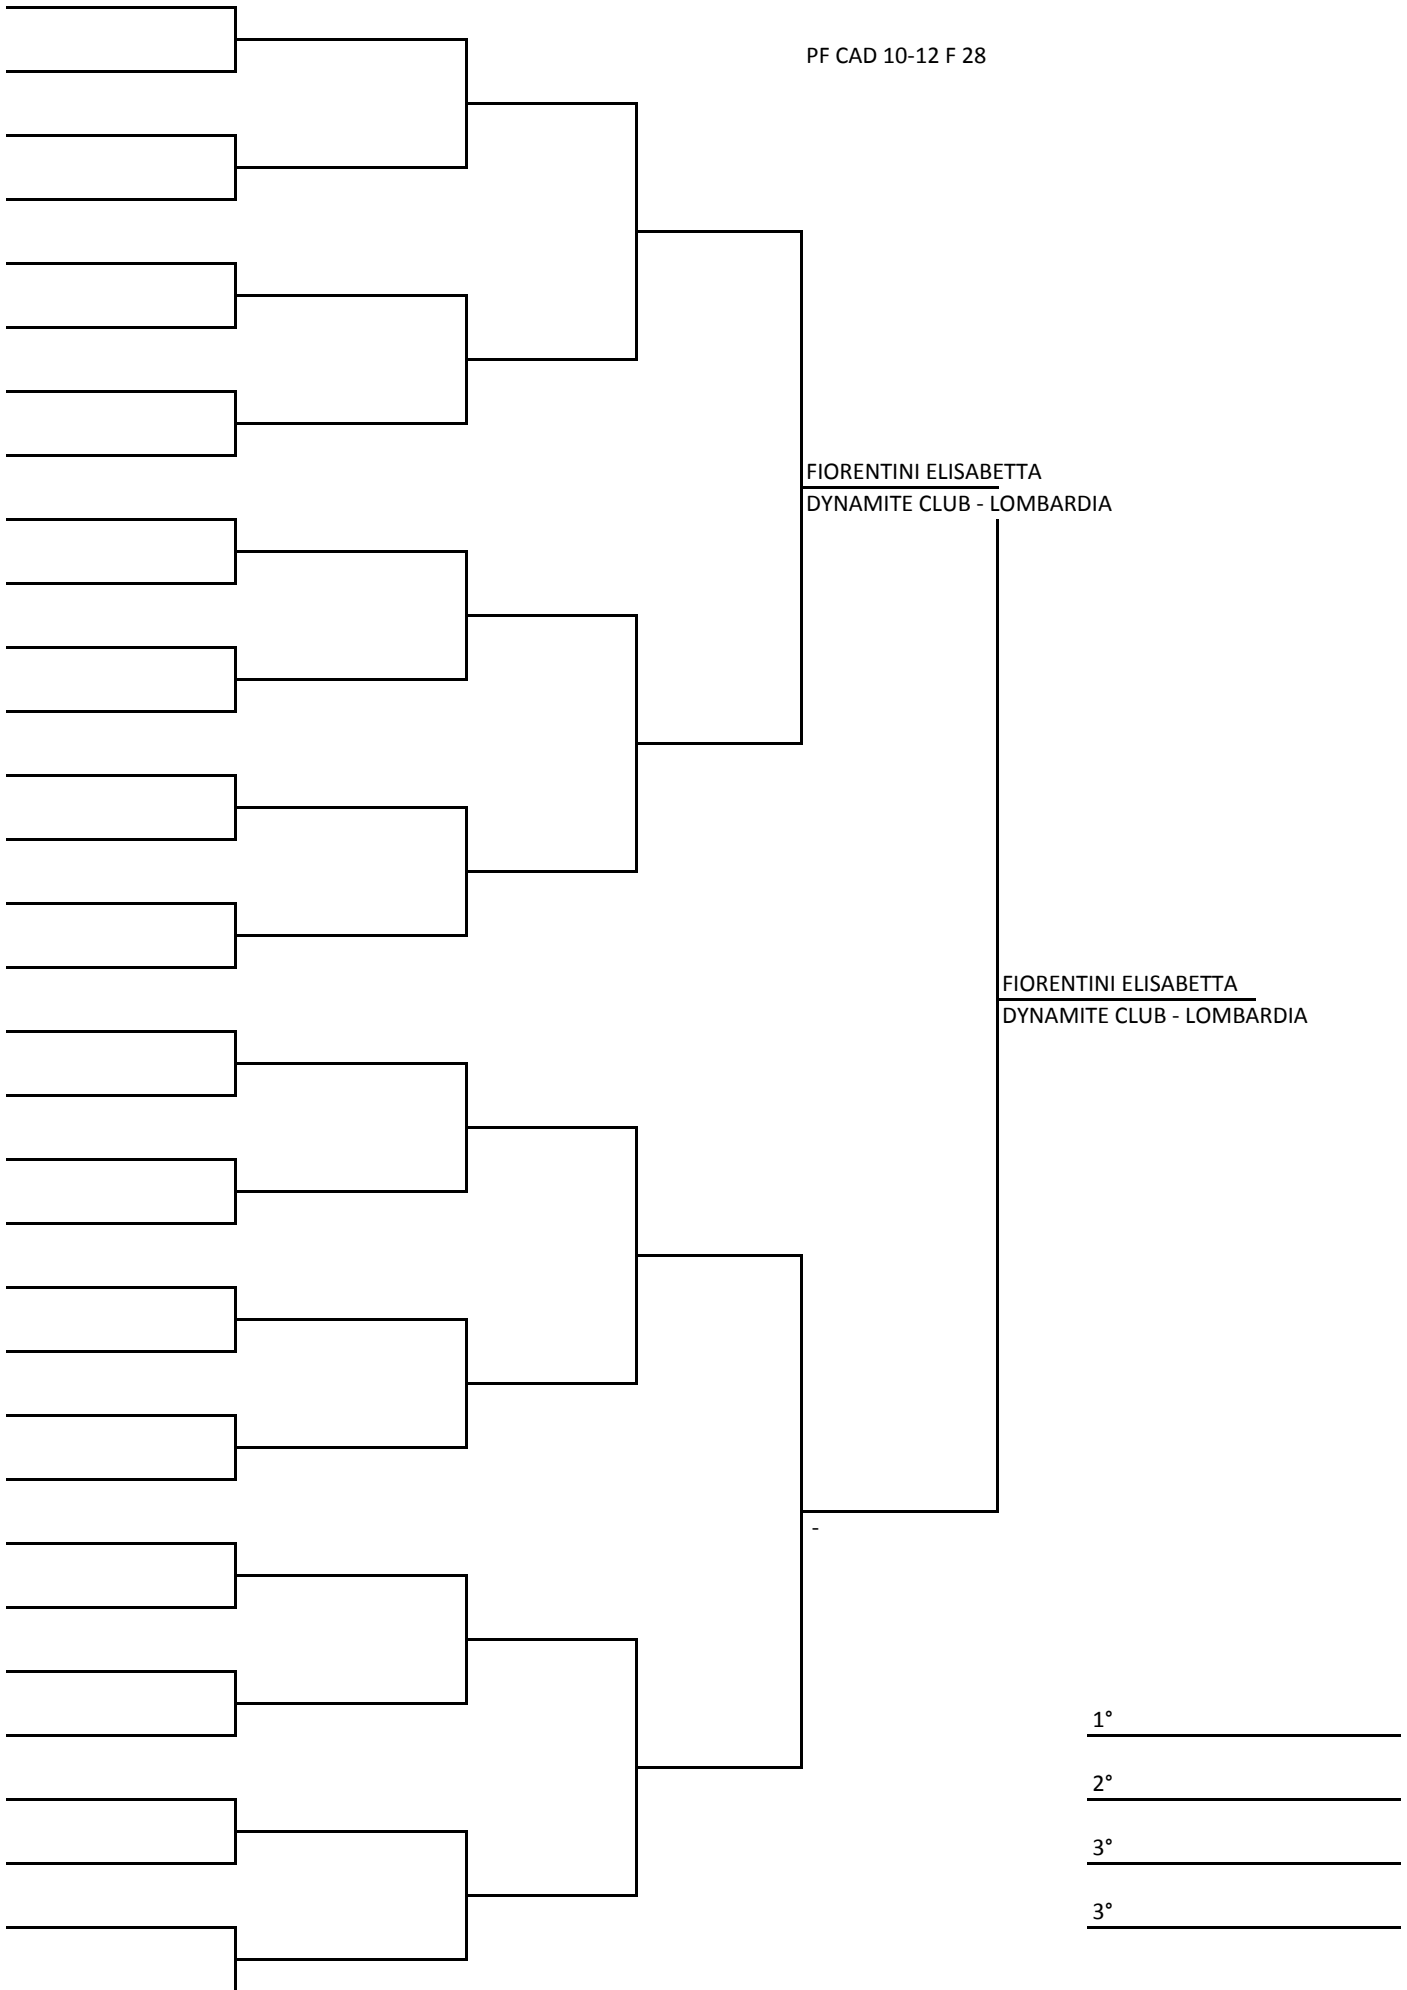 PF CAD 10-12 F 28
FIORENTINI ELISABETTA
DYNAMITE CLUB - LOMBARDIA
FIORENTINI ELISABETTA
DYNAMITE CLUB - LOMBARDIA
-
1°
2°
3°
3°